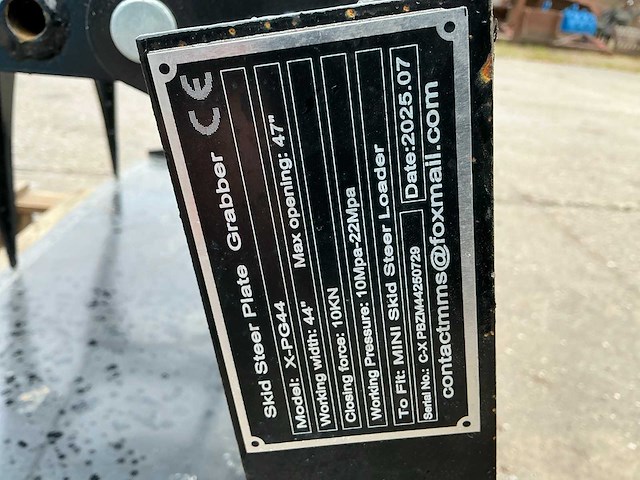 Skid Steer Plate Grabber CE
Model: X-PG44
Working width: 44" Max opening: 47"
Closing force: 10KN
Working Pressure: 10Mpa-22Mpa
To Fit: MINI Skid Steer Loader
Serial No.: C-X PBZM44250729 Date:2025.07
contactmms@foxmail.com